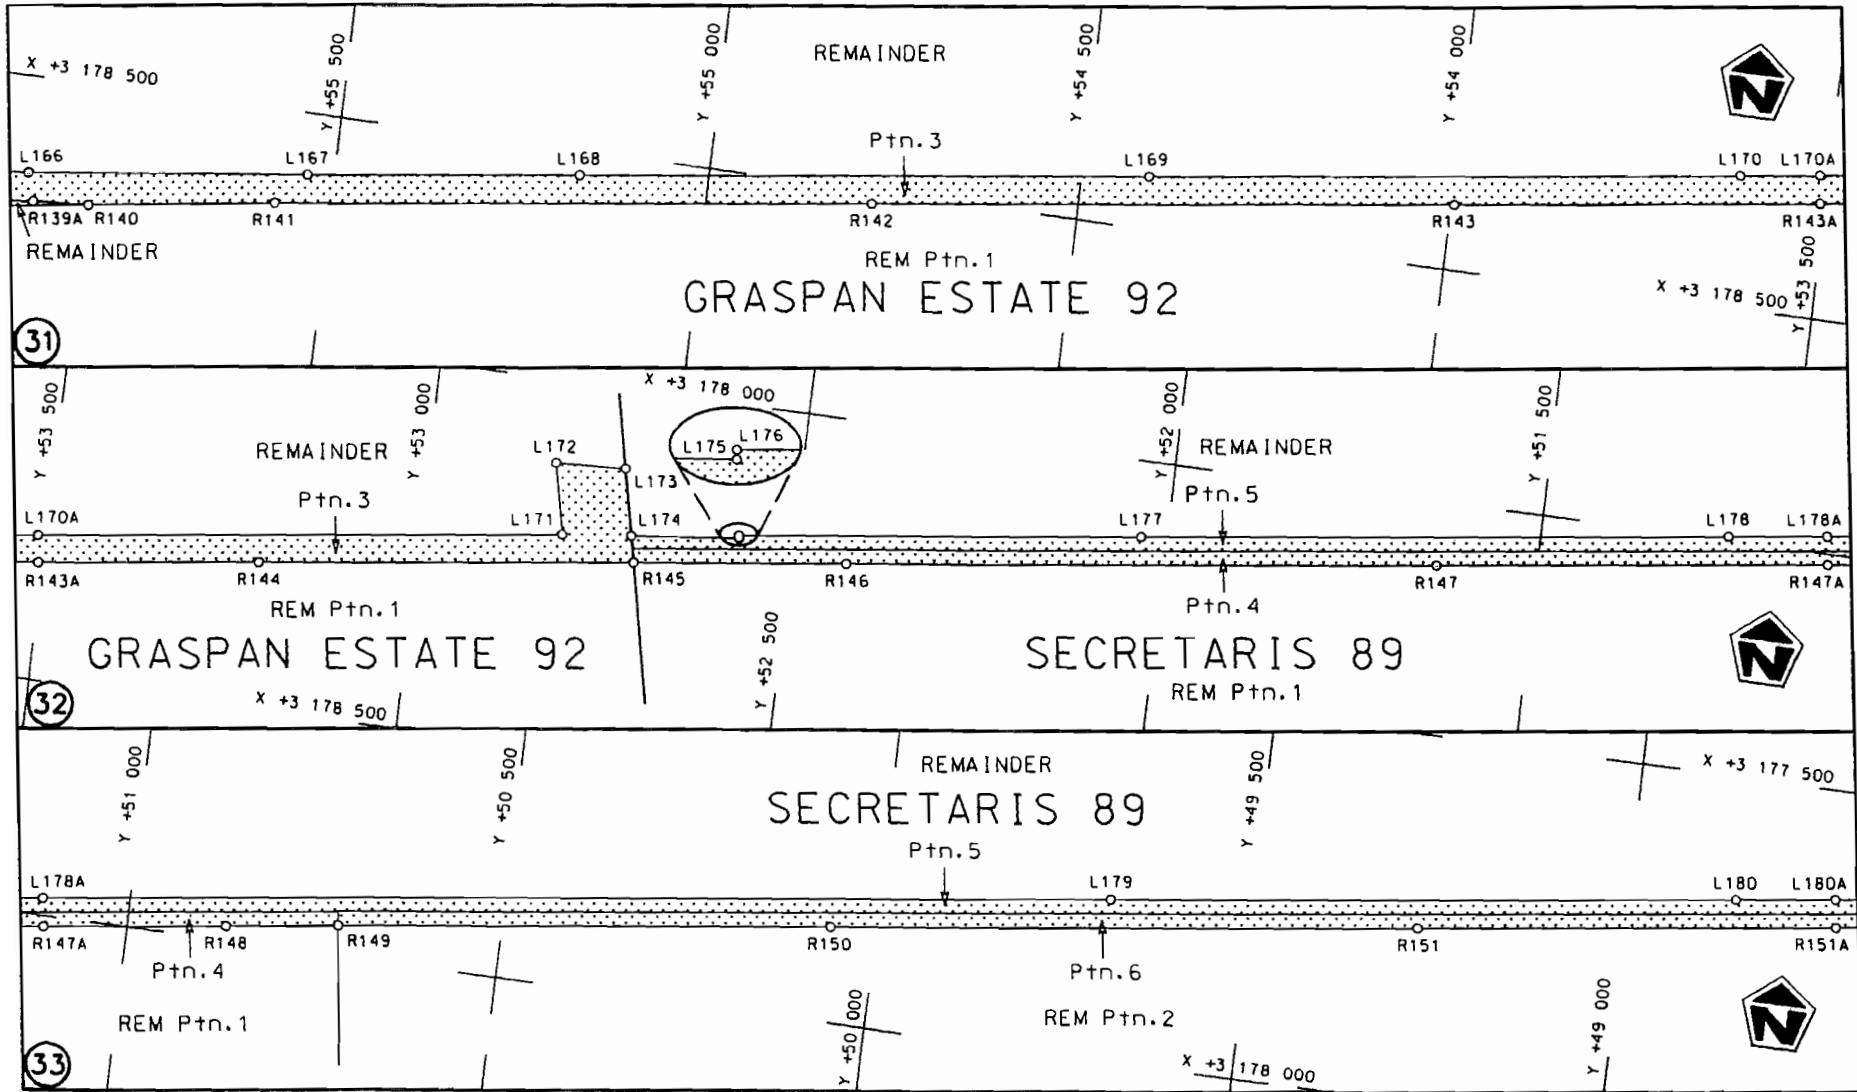 X +3 178 500
Y +55 500
Y +55 000
REMAINDER
Y +54 500
Y +54 000
N
Ptn.3
L166
L167
L168
L169
L170
L170A
R139A
R140
R141
R142
R143
R143A
REMAINDER
REM Ptn.1
GRASPAN ESTATE 92
X +3 178 500
Y +53 500
31
Y +53 500
Y +53 000
X +3 178 000
Y +52 000
Y +51 500
REMAINDER
L172
L175
L176
REMAINDER
L173
Ptn.3
Ptn.5
L170A
L171
L174
L177
L178
L178A
R143A
R144
R145
R146
R147
R147A
REM Ptn.1
Ptn.4
GRASPAN ESTATE 92
Y +52 500
SECRETARIS 89
N
REM Ptn.1
X +3 178 500
32
Y +51 000
Y +50 500
REMAINDER
Y +49 500
X +3 177 500
SECRETARIS 89
Ptn.5
L178A
L179
L180
L180A
R147A
R148
R149
R150
R151
R151A
Ptn.4
Ptn.6
REM Ptn.1
Y +50 000
REM Ptn.2
Y +49 000
N
X +3 178 000
33